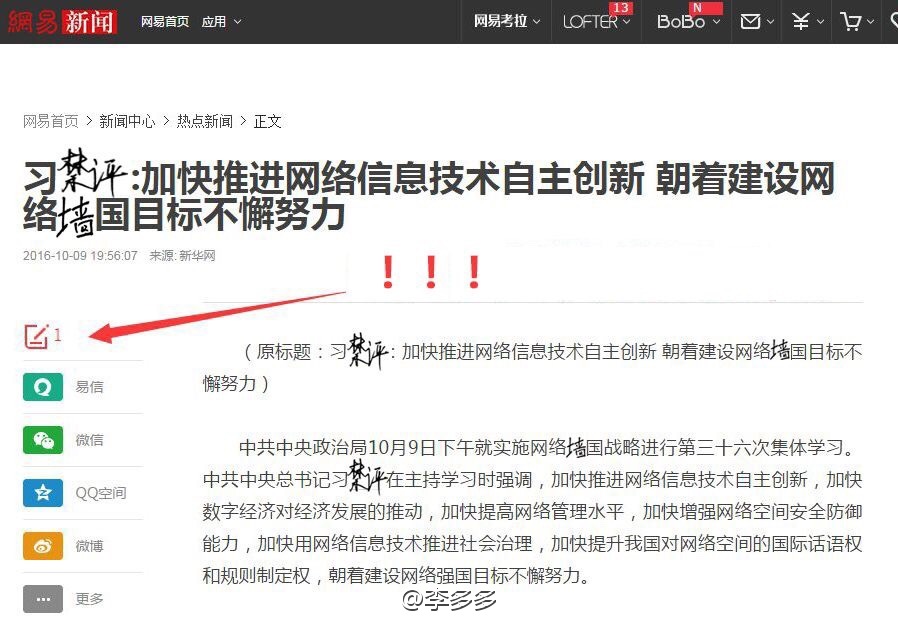 網易新闻 网易首页 应用 网易考拉 LOFTER 13 BoBo N
网易首页 > 新闻中心 > 热点新闻 > 正文
习禁评:加快推进网络信息技术自主创新 朝着建设网
络墙国目标不懈努力
2016-10-09 19:56:07 来源: 新华网
！！！
1
（原标题：习禁评：加快推进网络信息技术自主创新 朝着建设网络墙国目标不
懈努力）
易信
微信
中共中央政治局10月9日下午就实施网络墙国战略进行第三十六次集体学习。
中共中央总书记习禁评在主持学习时强调，加快推进网络信息技术自主创新，加快
QQ空间
数字经济对经济发展的推动，加快提高网络管理水平，加快增强网络空间安全防御
微博
能力，加快用网络信息技术推进社会治理，加快提升我国对网络空间的国际话语权
和规则制定权，朝着建设网络强国目标不懈努力。
更多
@李多多